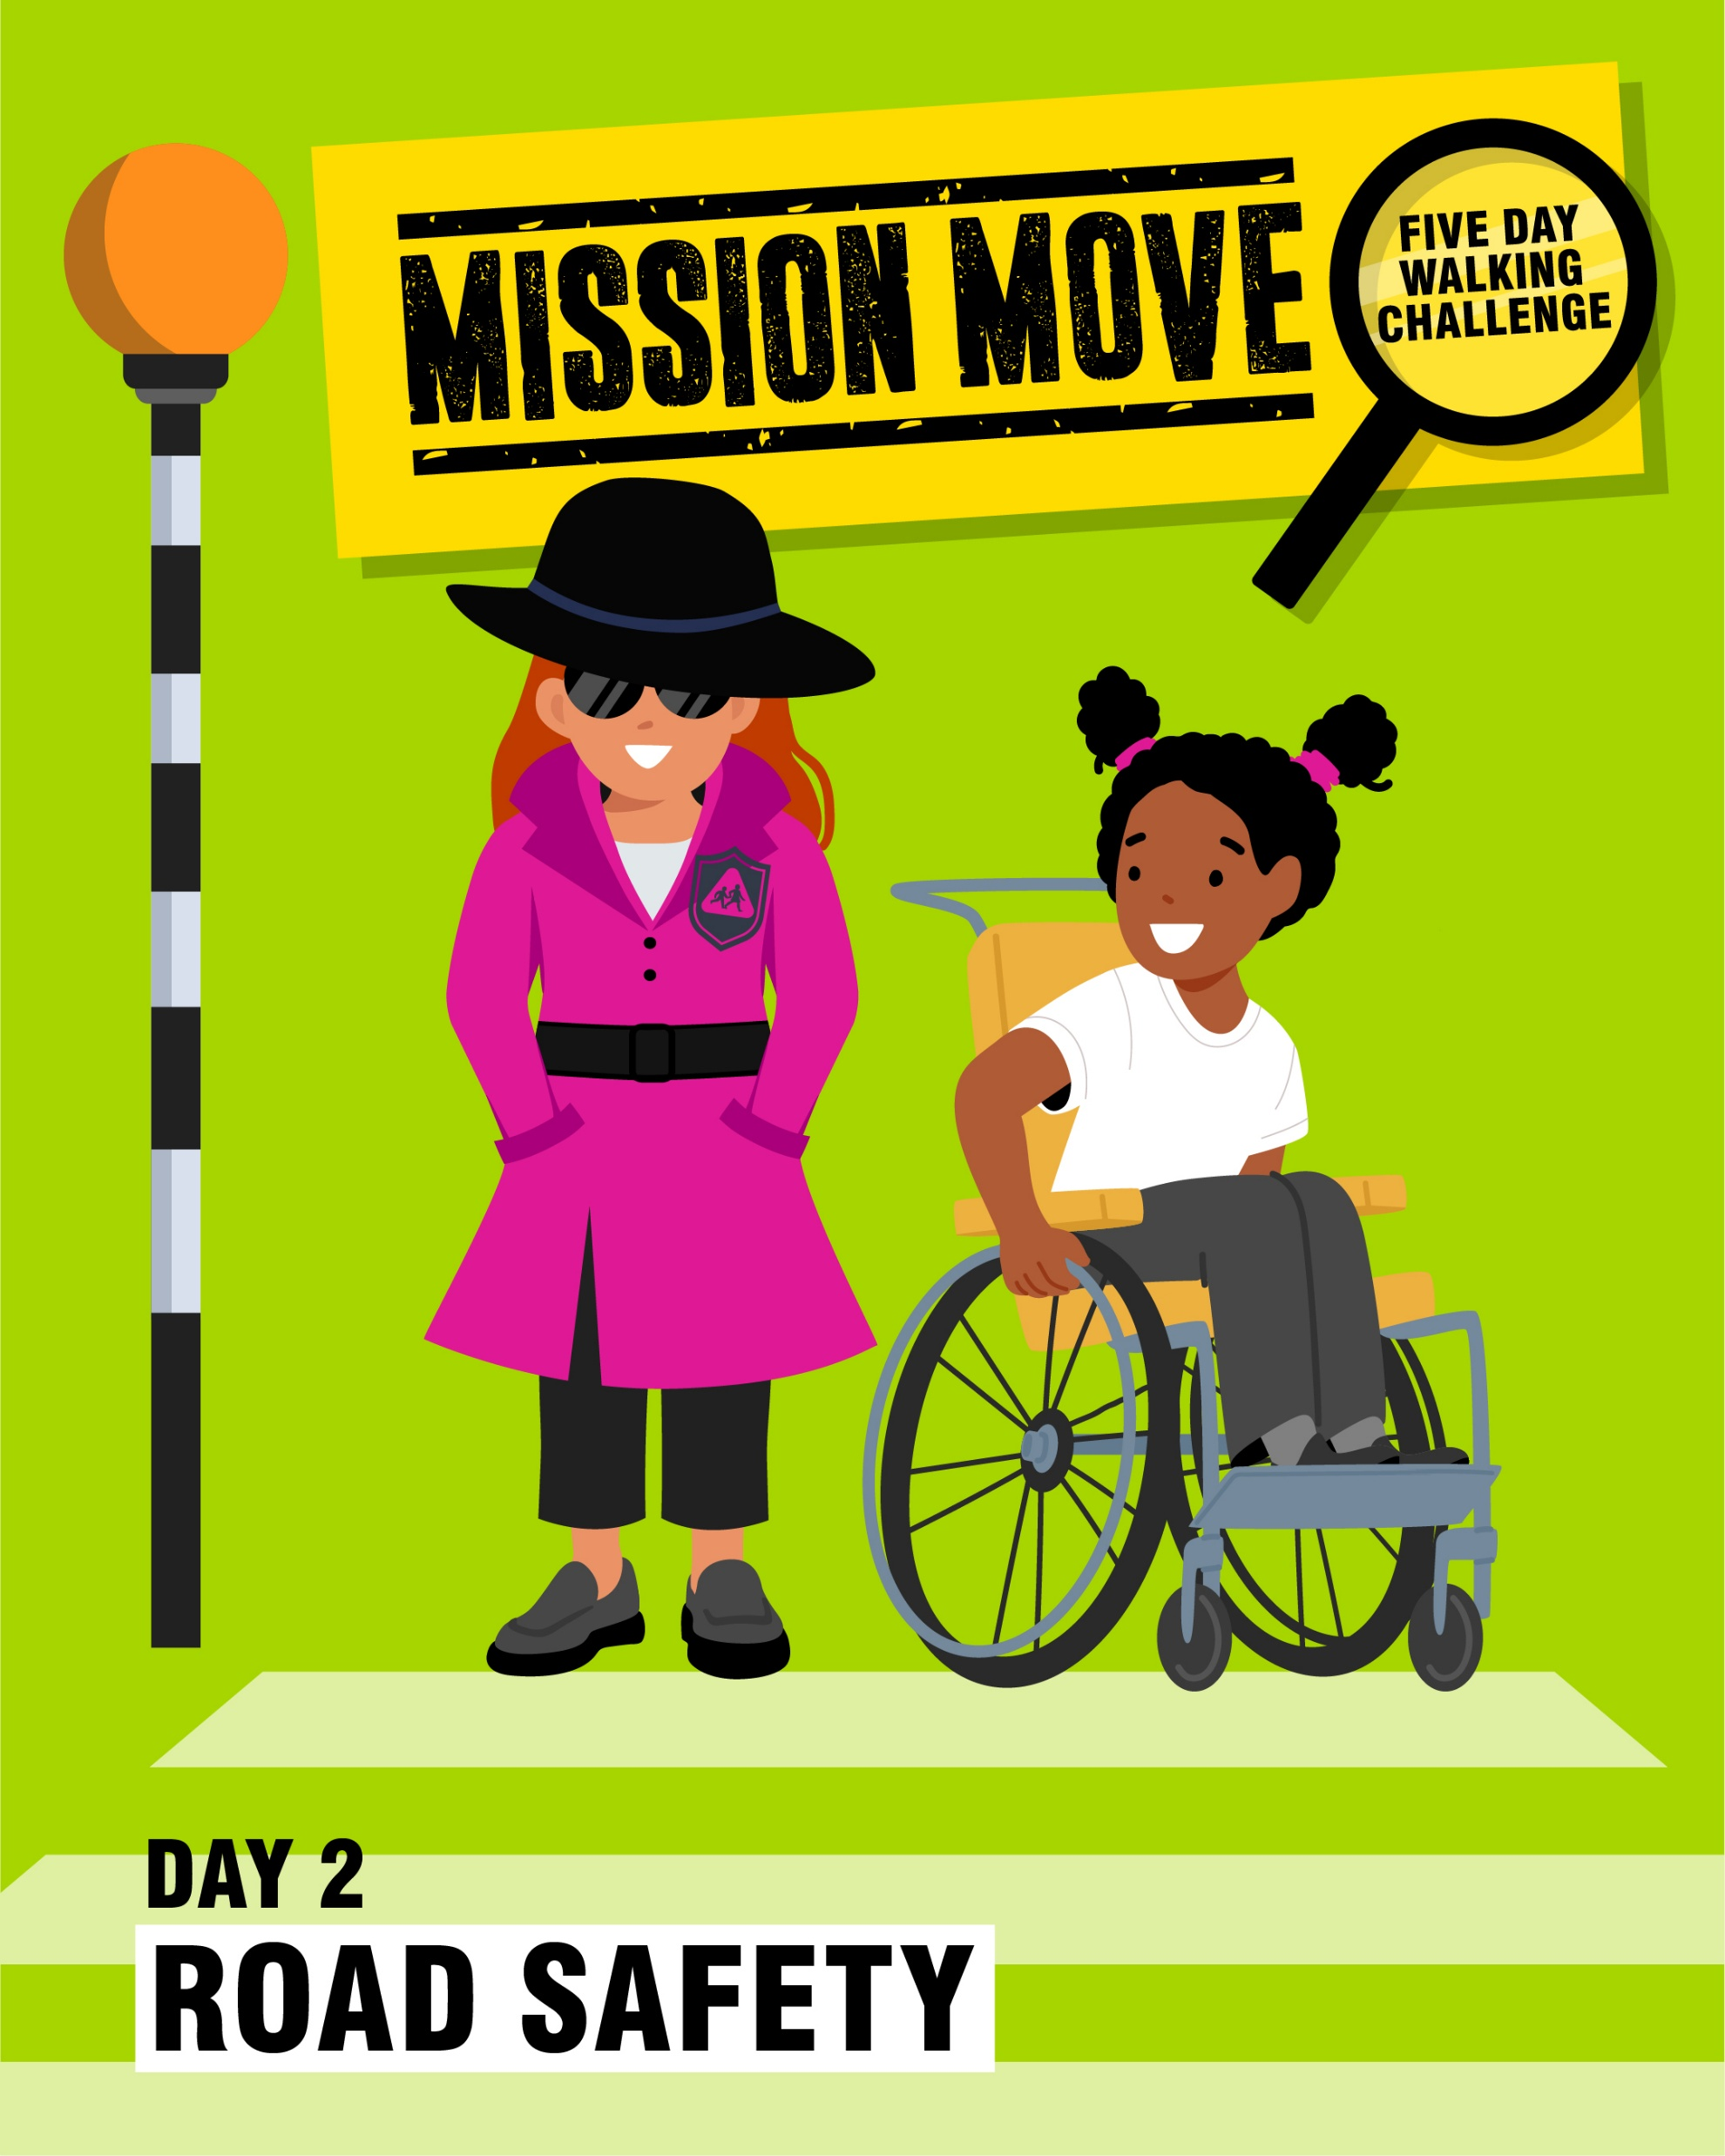 MISSION MOVE
FIVE DAY
WALKING
CHALLENGE
DAY 2
ROAD SAFETY